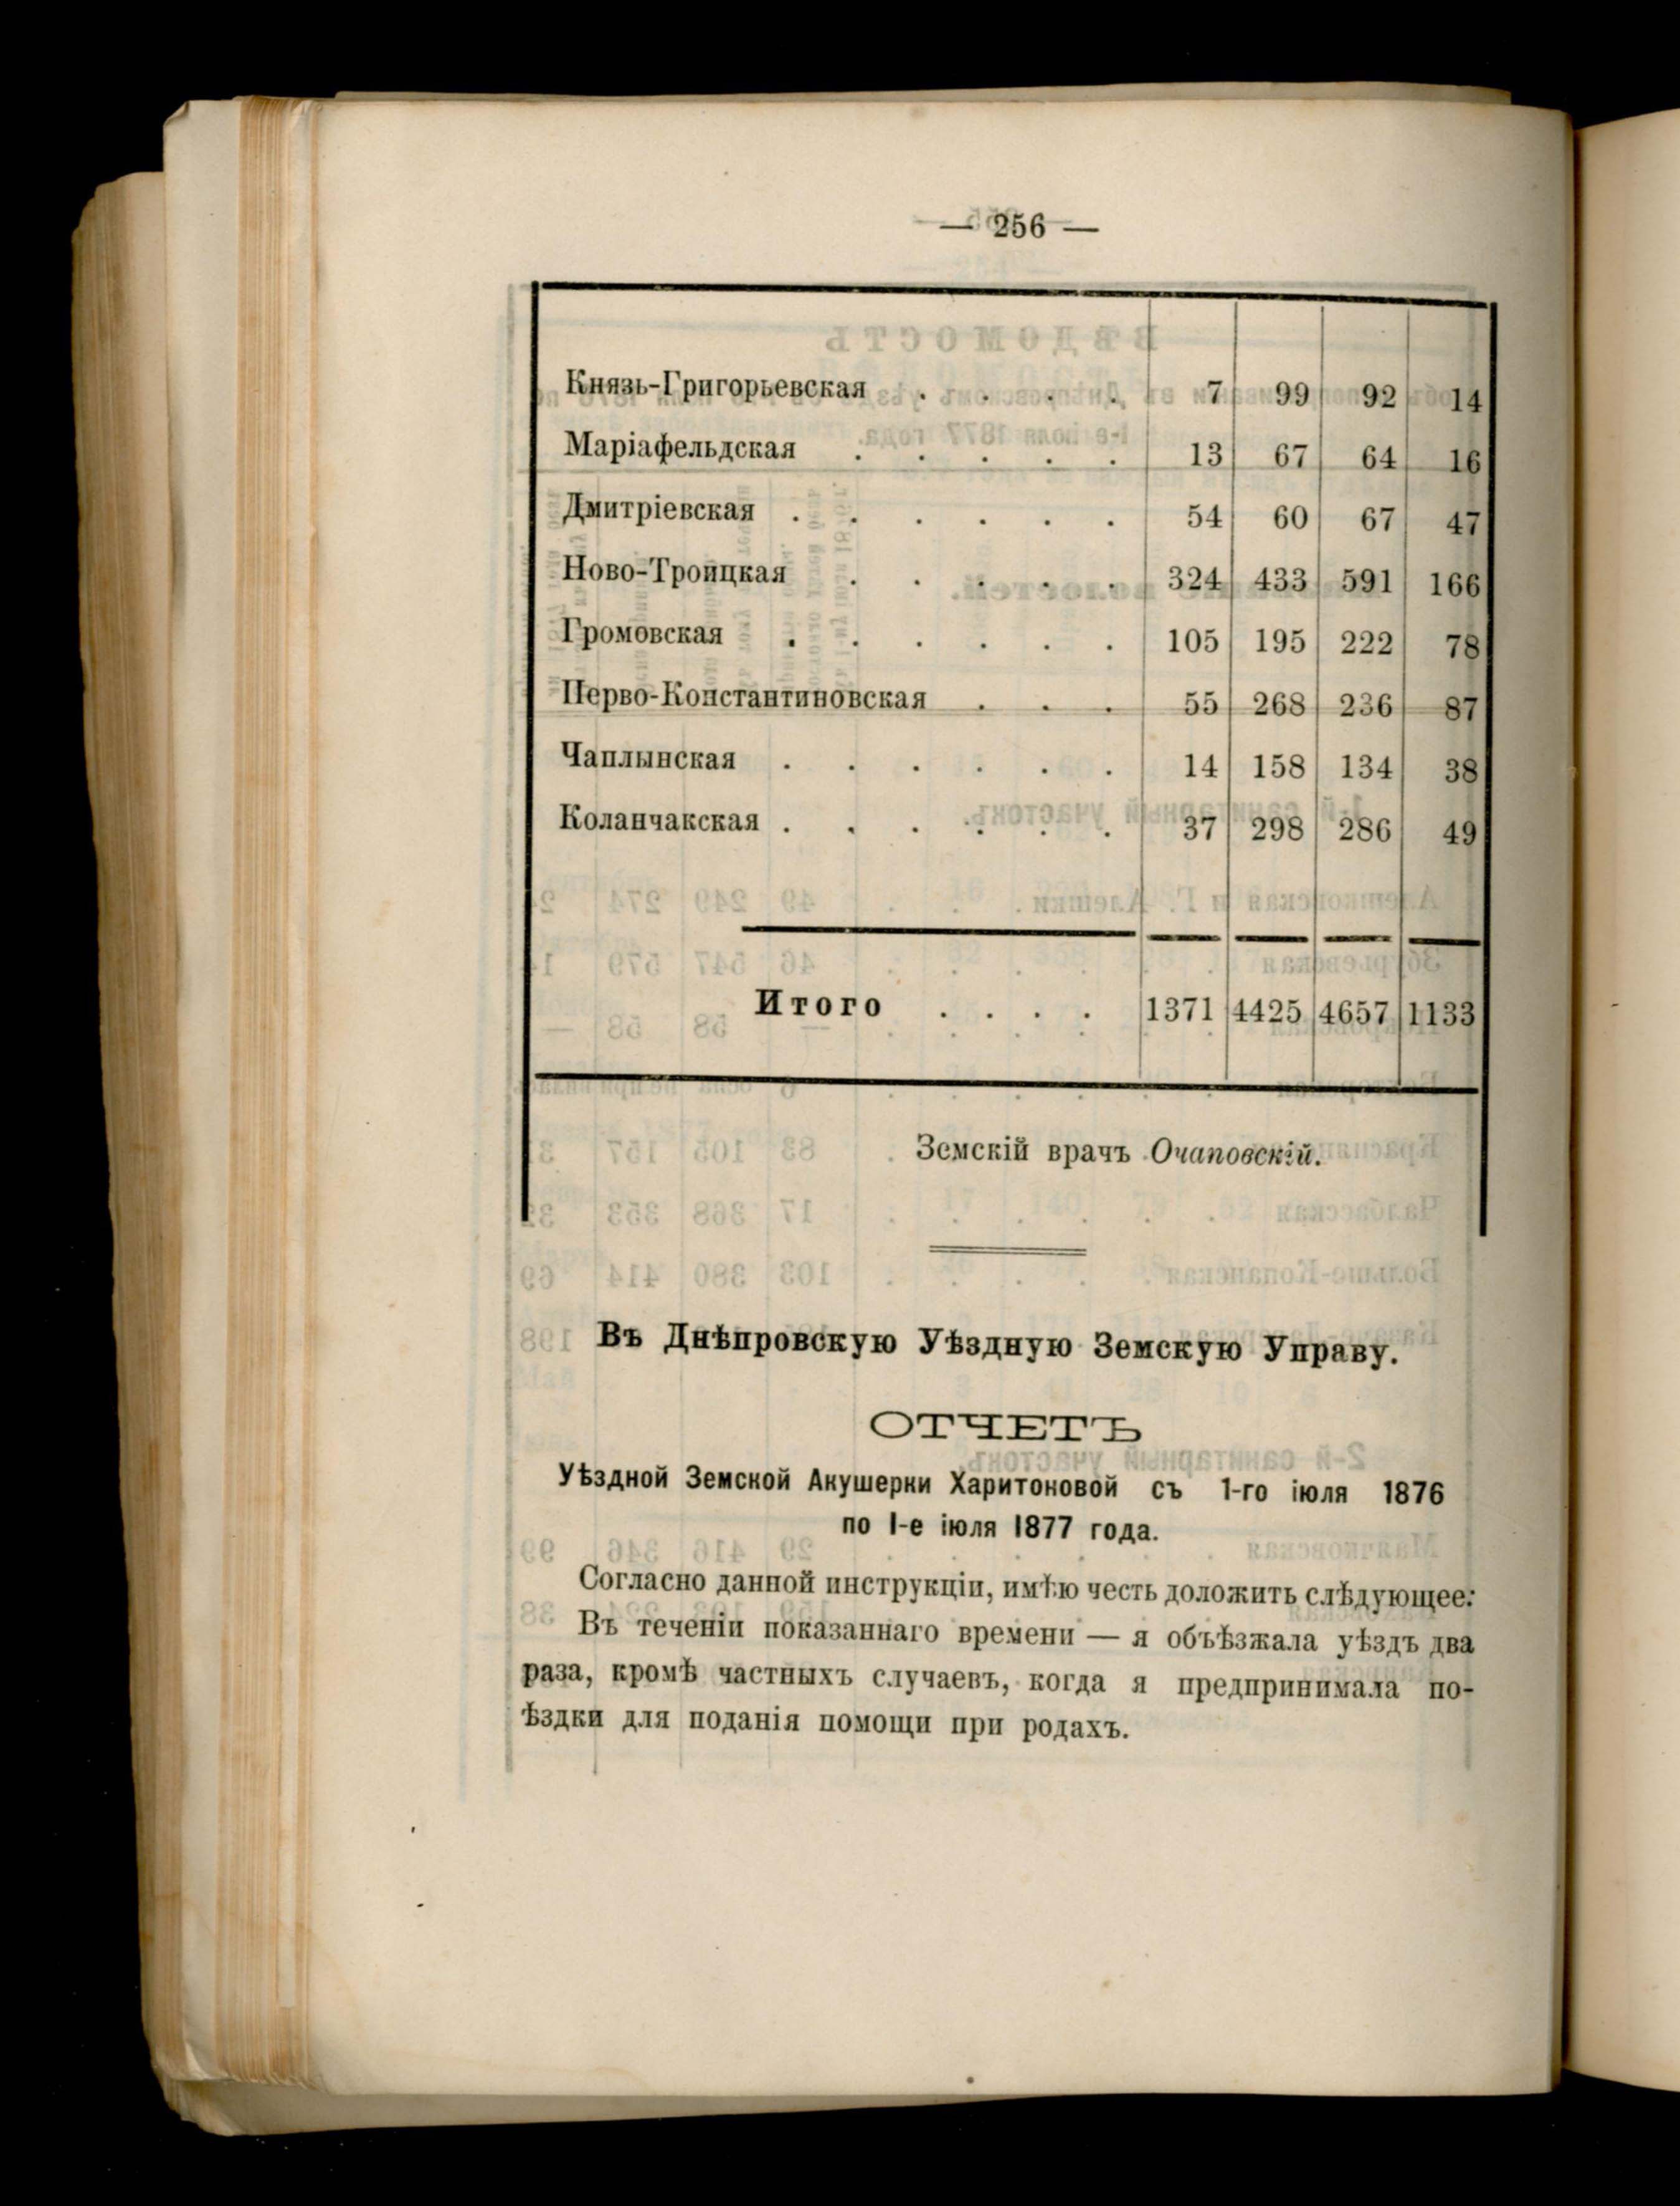 — 256 —
Князь-Григорьевская . . . . 7 99 92 14
Маріафельдская . . . . . 13 67 64 16
Дмитріевская . . . . . . 54 60 67 47
Ново-Троицкая . . . . . 324 433 591 166
Громовская . . . . . . 105 195 222 78
Перво-Константиновская . . . 55 268 236 87
Чаплынская . . . . . . 14 158 134 38
Коланчакская . . . . . . 37 298 286 49
Итого . . . . 1371 4425 4657 1133
Земскій врачъ Очаповскій.
Въ Днѣпровскую Уѣздную Земскую Управу.
ОТЧЕТЪ
Уѣздной Земской Акушерки Харитоновой съ 1-го іюля 1876
по 1-е іюля 1877 года.
Согласно данной инструкціи, имѣю честь доложить слѣдующее:
Въ теченіи показаннаго времени — я объѣзжала уѣздъ два
раза, кромѣ частныхъ случаевъ, когда я предпринимала по-
ѣздки для поданія помощи при родахъ.